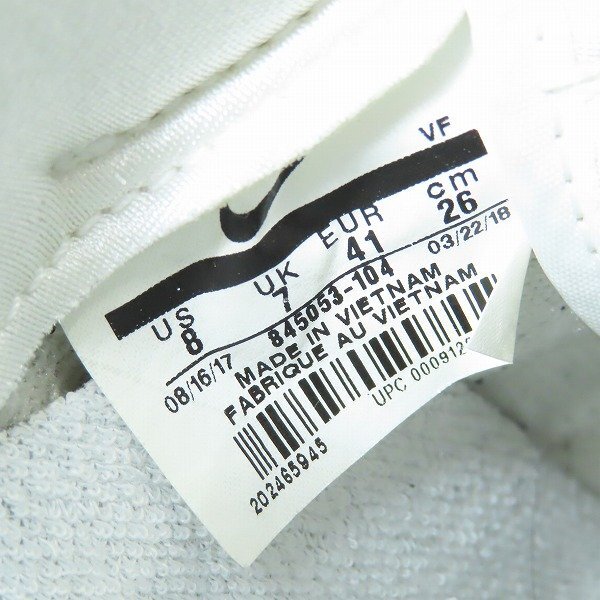 VF
US UK EUR cm
8 7 41 26
08/16/17 03/22/18
845053-104
MADE IN VIETNAM
FABRIQUE AU VIETNAM
UPC 000912
202465945